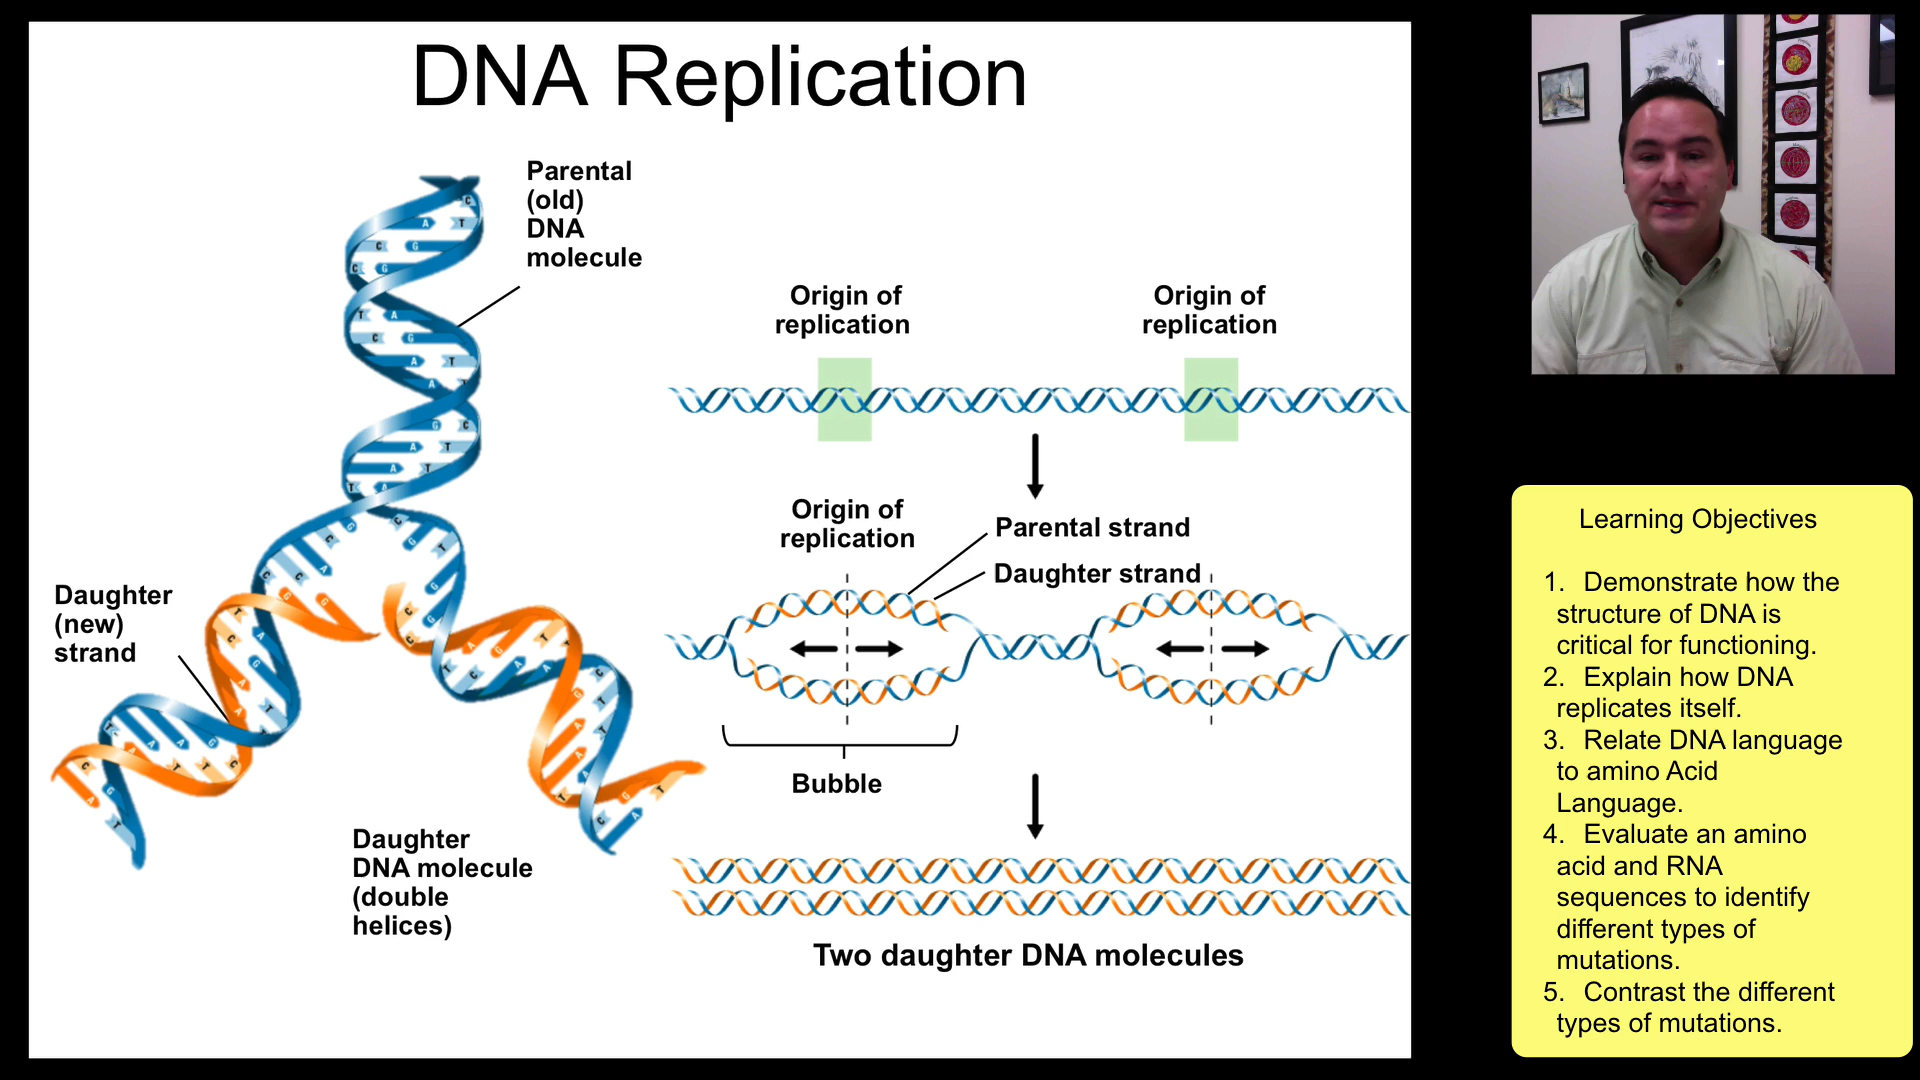 DNA Replication
Parental
(old)
DNA
molecule
Daughter
(new)
strand
Daughter
DNA molecule
(double
helices)
Origin of
replication
Origin of
replication
Origin of
replication
Parental strand
Daughter strand
Bubble
Two daughter DNA molecules
Learning Objectives
1. Demonstrate how the
structure of DNA is
critical for functioning.
2. Explain how DNA
replicates itself.
3. Relate DNA language
to amino Acid
Language.
4. Evaluate an amino
acid and RNA
sequences to identify
different types of
mutations.
5. Contrast the different
types of mutations.